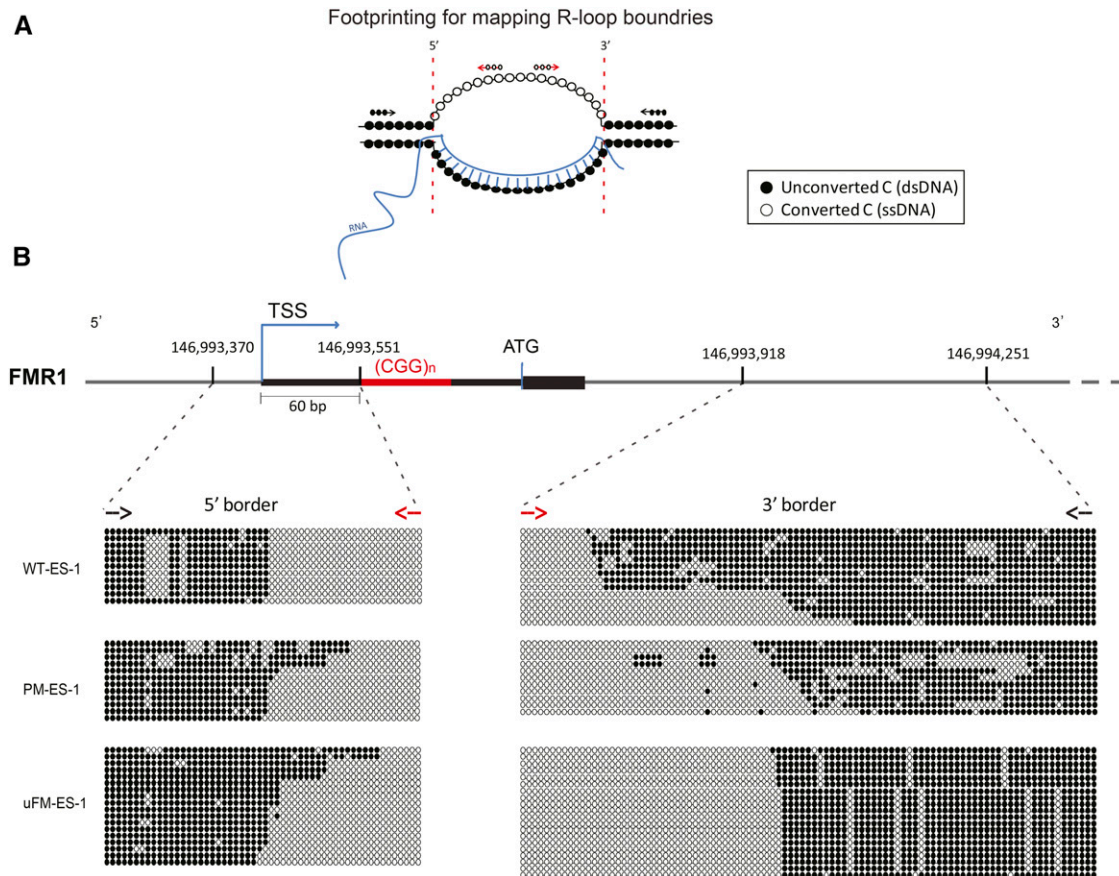 A
Footprinting for mapping R-loop boundries
5' 3'
RNA
Unconverted C (dsDNA)
Converted C (ssDNA)
B
5' 3'
TSS
146,993,370 146,993,551 ATG 146,993,918 146,994,251
(CGG)n
FMR1
60 bp
5' border 3' border
WT-ES-1
PM-ES-1
uFM-ES-1